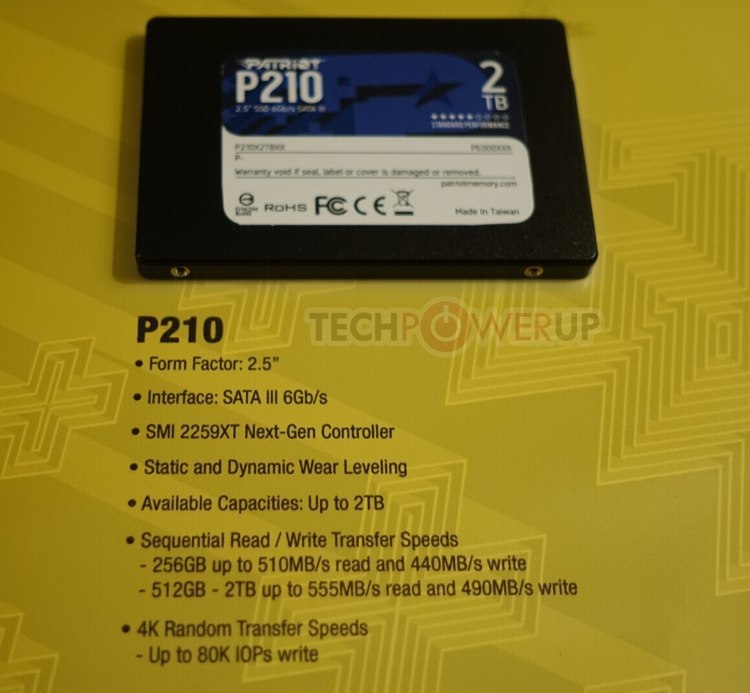 PATRIOT
P210
2.5" SSD 6Gb/s SATA III
2
TB
STANDARD PERFORMANCE
P210X2TBXX PE000XXX
P-
Warranty void if seal, label or cover is damaged or removed.
patriotmemory.com
RoHS FC CE
Made in Taiwan
P210
TECHPOWERUP
• Form Factor: 2.5”
• Interface: SATA III 6Gb/s
• SMI 2259XT Next-Gen Controller
• Static and Dynamic Wear Leveling
• Available Capacities: Up to 2TB
• Sequential Read / Write Transfer Speeds
- 256GB up to 510MB/s read and 440MB/s write
- 512GB - 2TB up to 555MB/s read and 490MB/s write
• 4K Random Transfer Speeds
- Up to 80K IOPs write